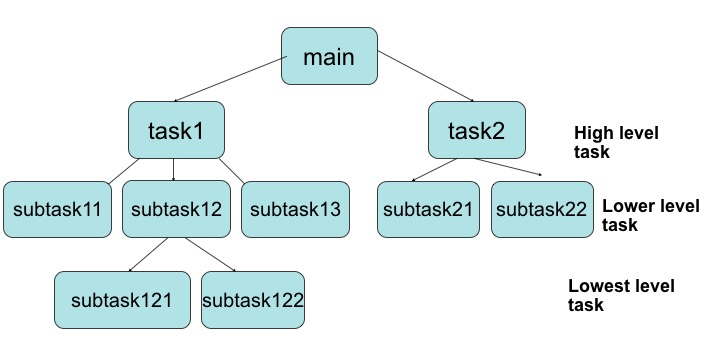 main
task1
task2
High level
task
subtask11
subtask12
subtask13
subtask21
subtask22
Lower level
task
subtask121
subtask122
Lowest level
task